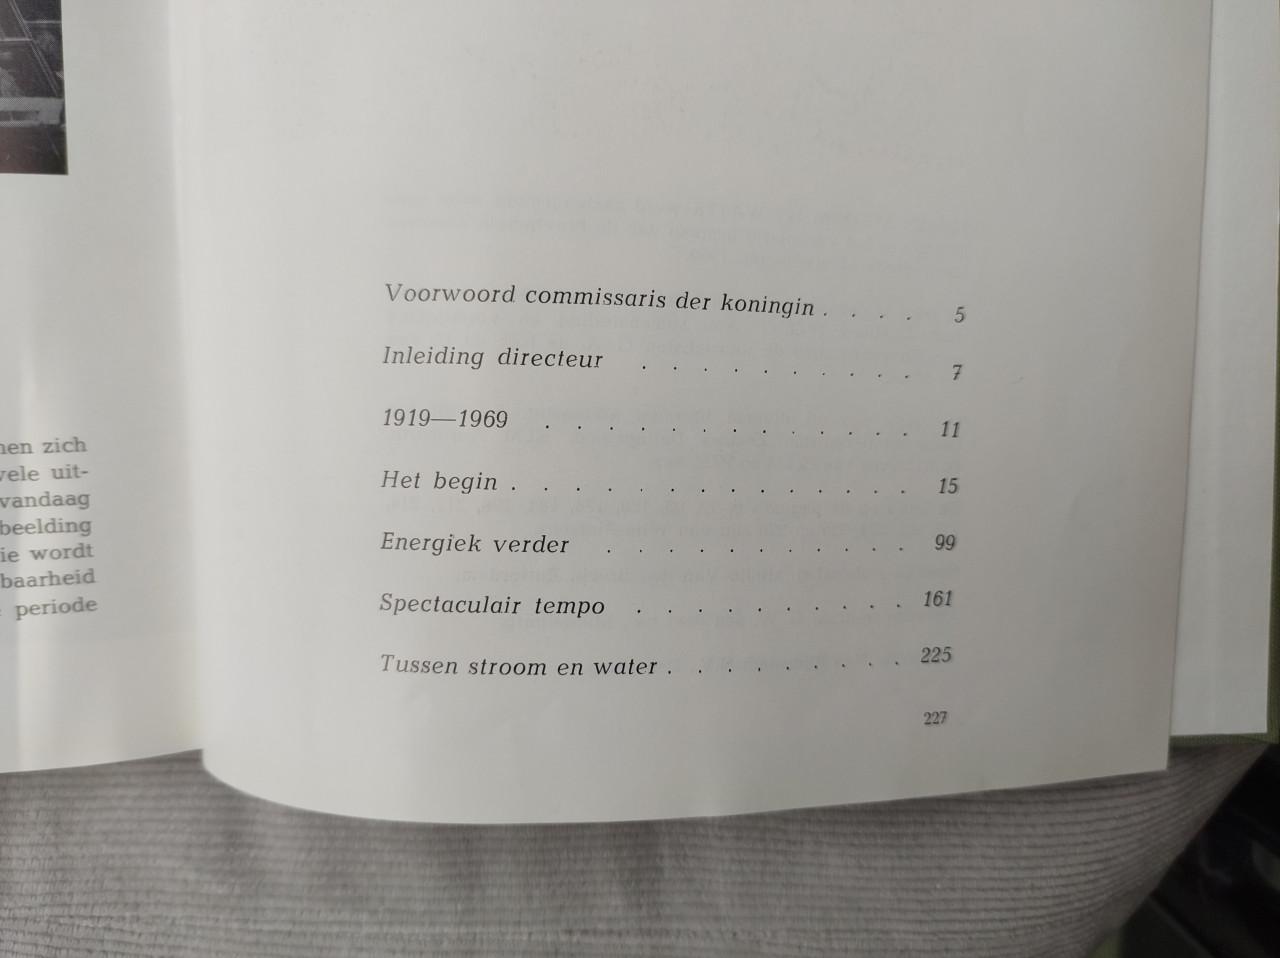 nen zich
vele uit-
vandaag
beelding
ie wordt
baarheid
periode
Voorwoord commissaris der koningin . . . . 5
Inleiding directeur . . . . . . . . . . 7
1919—1969 . . . . . . . . . . . . . 11
Het begin . . . . . . . . . . . . . . 15
Energiek verder . . . . . . . . . . . 99
Spectaculair tempo . . . . . . . . . . 161
Tussen stroom en water . . . . . . . . . 225
227